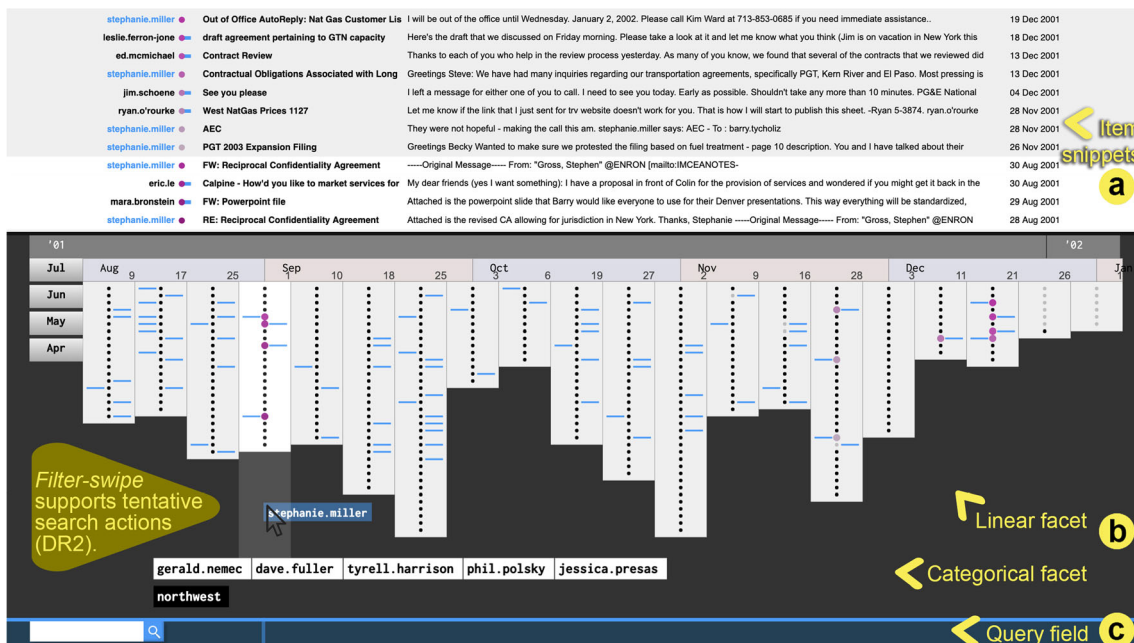 stephanie.miller Out of Office AutoReply: Nat Gas Customer Lis I will be out of the office until Wednesday. January 2, 2002. Please call Kim Ward at 713-853-0685 if you need immediate assistance.. 19 Dec 2001
leslie.ferron-jone draft agreement pertaining to GTN capacity Here's the draft that we discussed on Friday morning. Please take a look at it and let me know what you think (Jim is on vacation in New York this 18 Dec 2001
ed.mcmichael Contract Review Thanks to each of you who help in the review process yesterday. As many of you know, we found that several of the contracts that we reviewed did 13 Dec 2001
stephanie.miller Contractual Obligations Associated with Long Greetings Steve: We have had many inquiries regarding our transportation agreements, specifically PGT, Kern River and El Paso. Most pressing is 13 Dec 2001
jim.schoene See you please I left a message for either one of you to call. I need to see you today. Early as possible. Shouldn't take any more than 10 minutes. PG&E National 04 Dec 2001
ryan.o'rourke West NatGas Prices 1127 Let me know if the link that I just sent for trv website doesn't work for you. That is how I will start to publish this sheet. -Ryan 5-3874. ryan.o'rourke 28 Nov 2001
stephanie.miller AEC They were not hopeful - making the call this am. stephanie.miller says: AEC - To : barry.tycholiz 28 Nov 2001
stephanie.miller PGT 2003 Expansion Filing Greetings Becky Wanted to make sure we protested the filing based on fuel treatment - page 10 description. You and I have talked about their 26 Nov 2001
Item
snippets
a
stephanie.miller FW: Reciprocal Confidentiality Agreement -----Original Message----- From: "Gross, Stephen" @ENRON [mailto:IMCEANOTES- 30 Aug 2001
eric.le Calpine - How'd you like to market services for My dear friends (yes I want something): I have a proposal in front of Colin for the provision of services and wondered if you might get it back in the 30 Aug 2001
mara.bronstein FW: Powerpoint file Attached is the powerpoint slide that Barry would like everyone to use for their Denver presentations. This way everything will be standardized, 29 Aug 2001
stephanie.miller RE: Reciprocal Confidentiality Agreement Attached is the revised CA allowing for jurisdiction in New York. Thanks, Stephanie -----Original Message----- From: "Gross, Stephen" @ENRON 28 Aug 2001
'01 '02
Jul Aug Sep Oct Nov Dec Jan
9 17 25 1 10 18 25 3 6 19 27 2 9 16 28 3 11 21 26 1
Jun
May
Apr
Filter-swipe
supports tentative
search actions
(DR2).
stephanie.miller
Linear facet
b
gerald.nemec dave.fuller tyrell.harrison phil.polsky jessica.presas
Categorical facet
northwest
Query field
c